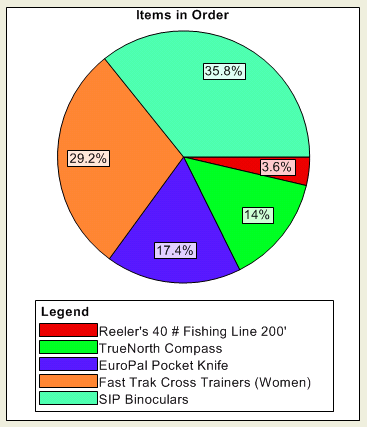 Items in Order
35.8%
29.2%
3.6%
14%
17.4%
Legend
Reeler's 40 # Fishing Line 200'
TrueNorth Compass
EuroPal Pocket Knife
Fast Trak Cross Trainers (Women)
SIP Binoculars